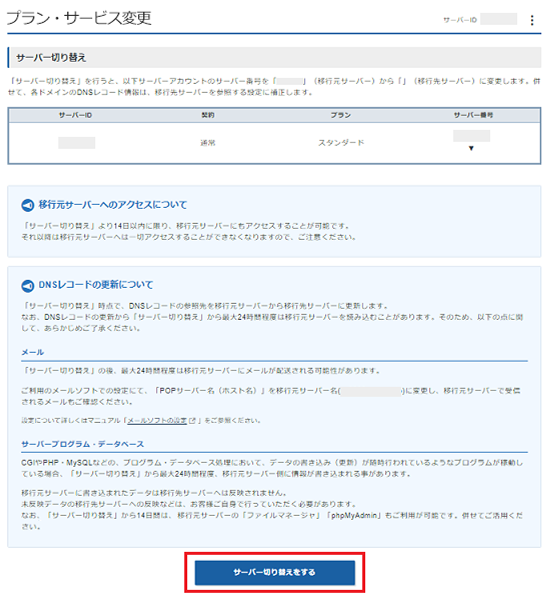 プラン・サービス変更
サーバーID
サーバー切り替え
「サーバー切り替え」を行うと、以下サーバーアカウントのサーバー番号を「 」（移行元サーバー）から「」（移行先サーバー）に変更します。併
せて、各ドメインのDNSレコード情報は、移行先サーバーを参照する設定に補正します。
サーバーID 契約 プラン サーバー番号
通常 スタンダード
▼
移行元サーバーへのアクセスについて
「サーバー切り替え」より14日以内に限り、移行元サーバーにもアクセスすることが可能です。
それ以降は移行元サーバーへは一切アクセスすることができなくなりますので、ご注意ください。
DNSレコードの更新について
「サーバー切り替え」時点で、DNSレコードの参照先を移行元サーバーから移行先サーバーに更新します。
なお、DNSレコードの更新から「サーバー切り替え」から最大24時間程度は移行元サーバーを読み込むことがあります。そのため、以下の点に関
して、あらかじめご了承ください。
メール
「サーバー切り替え」の後、最大24時間程度は移行元サーバーにメールが配送される可能性があります。
ご利用のメールソフトでの設定にて、「POPサーバー名（ホスト名）」を移行元サーバー名( )に変更し、移行元サーバーで受信
されるメールもご確認ください。
設定について詳しくはマニュアル「メールソフトの設定」をご参照ください。
サーバープログラム・データベース
CGIやPHP・MySQLなどの、プログラム・データベース処理において、データの書き込み（更新）が随時行われているようなプログラムが稼動し
ている場合、「サーバー切り替え」から最大24時間程度、移行元サーバー側に情報が書き込まれる事があります。
移行元サーバーに書き込まれたデータは移行先サーバーへは反映されません。
未反映データの移行先サーバーへの反映などは、お客様ご自身で行っていただく必要があります。
なお、「サーバー切り替え」から14日間は、移行元サーバーの「ファイルマネージャ」「phpMyAdmin」もご利用が可能です。併せてご活用くだ
さい。
サーバー切り替えをする